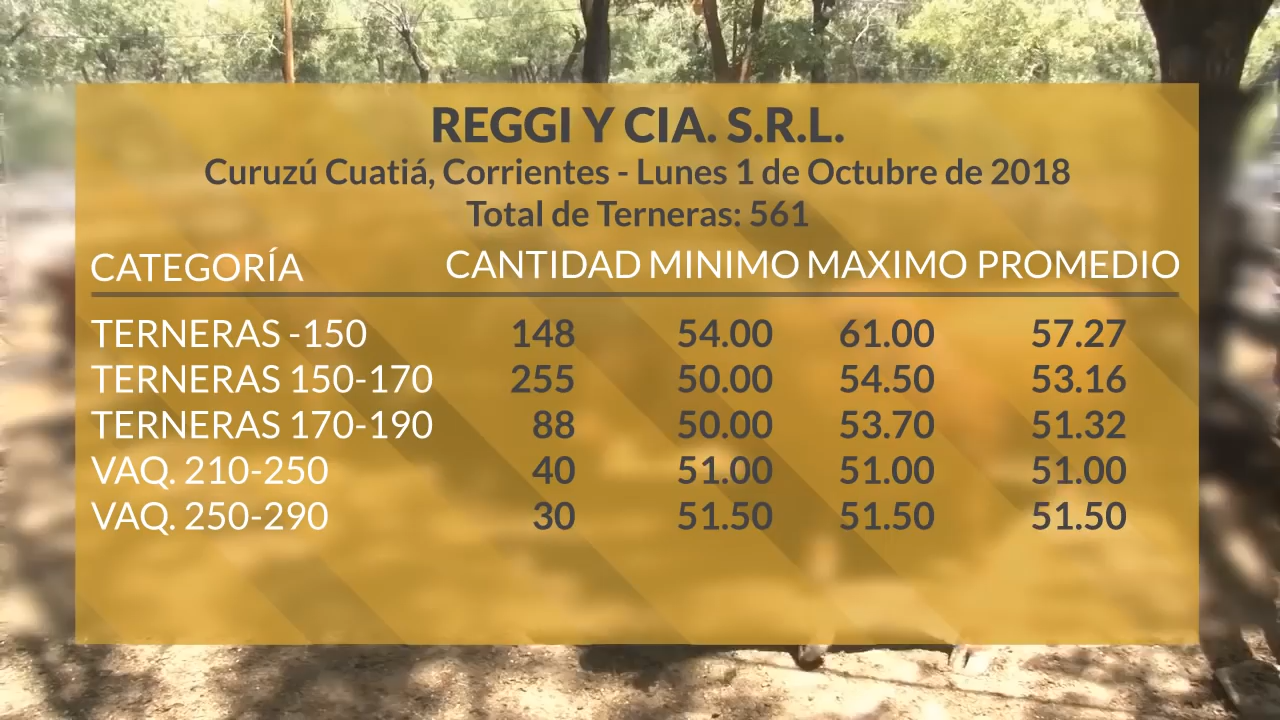 REGGI Y CIA. S.R.L.
Curuzú Cuatiá, Corrientes - Lunes 1 de Octubre de 2018
Total de Terneras: 561
CATEGORÍA CANTIDAD MINIMO MAXIMO PROMEDIO
TERNERAS -150 148 54.00 61.00 57.27
TERNERAS 150-170 255 50.00 54.50 53.16
TERNERAS 170-190 88 50.00 53.70 51.32
VAQ. 210-250 40 51.00 51.00 51.00
VAQ. 250-290 30 51.50 51.50 51.50